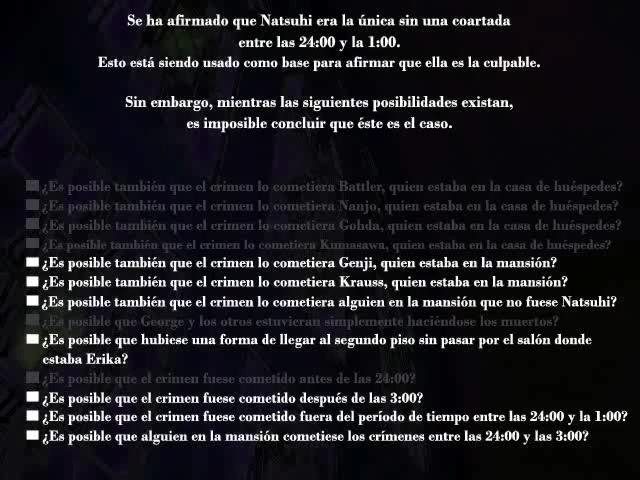 Se ha afirmado que Natsuhi era la única sin una coartada
entre las 24:00 y la 1:00.
Esto está siendo usado como base para afirmar que ella es la culpable.
Sin embargo, mientras las siguientes posibilidades existan,
es imposible concluir que éste es el caso.
¿Es posible también que el crimen lo cometiera Battler, quien estaba en la casa de huéspedes?
¿Es posible también que el crimen lo cometiera Nanjo, quien estaba en la casa de huéspedes?
¿Es posible también que el crimen lo cometiera Gohda, quien estaba en la casa de huéspedes?
¿Es posible también que el crimen lo cometiera Kumasawa, quien estaba en la casa de huéspedes?
¿Es posible también que el crimen lo cometiera Genji, quien estaba en la mansión?
¿Es posible también que el crimen lo cometiera Krauss, quien estaba en la mansión?
¿Es posible también que el crimen lo cometiera alguien en la mansión que no fuese Natsuhi?
¿Es posible que George y los otros estuvieran simplemente haciéndose los muertos?
¿Es posible que hubiese una forma de llegar al segundo piso sin pasar por el salón donde
estaba Erika?
¿Es posible que el crimen fuese cometido antes de las 24:00?
¿Es posible que el crimen fuese cometido después de las 3:00?
¿Es posible que el crimen fuese cometido fuera del período de tiempo entre las 24:00 y la 1:00?
¿Es posible que alguien en la mansión cometiese los crímenes entre las 24:00 y las 3:00?